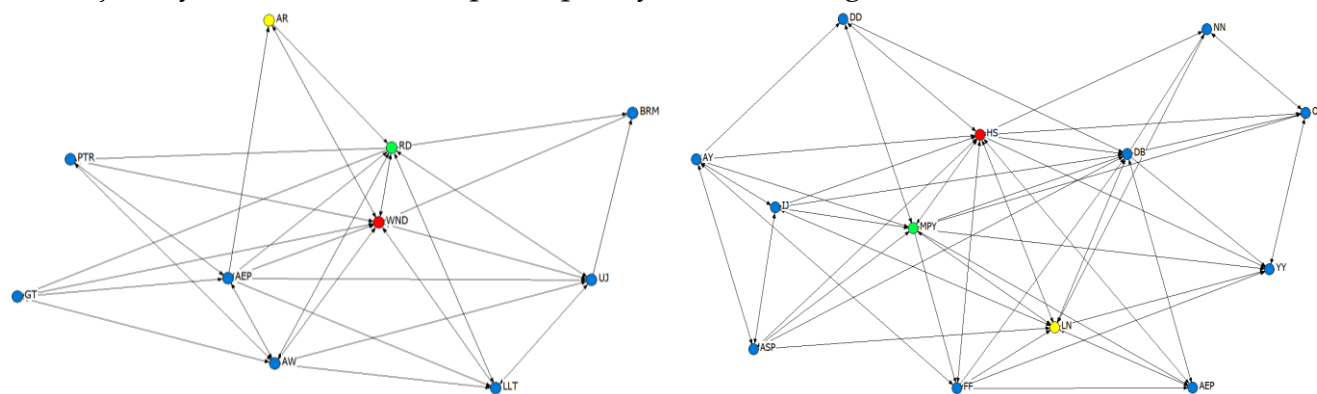 AR
BRM
RD
PTR
WND
AEP
UJ
GT
AW
LLT
DD
NN
HS
DB
AY
IJ
MPY
YY
LN
ASP
FF
AEP